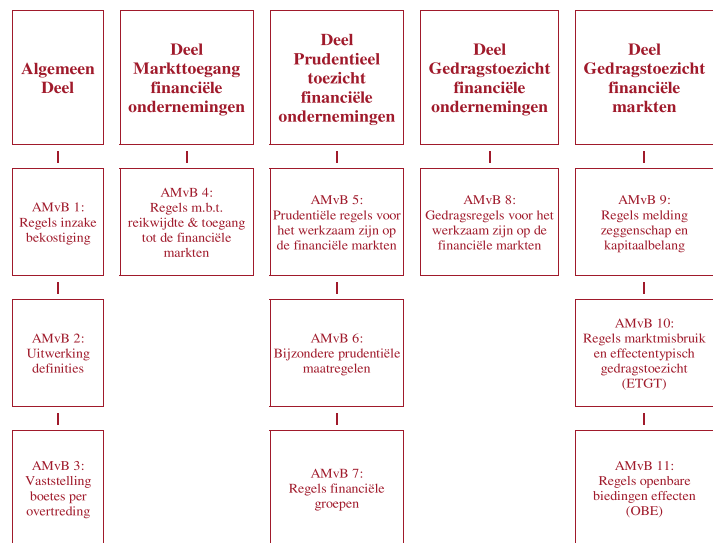 Algemeen
Deel
Deel
Markttoegang
financiële
ondernemingen
Deel
Prudentieel
toezicht
financiële
ondernemingen
Deel
Gedragstoezicht
financiële
ondernemingen
Deel
Gedragstoezicht
financiële
markten
AMvB 1:
Regels inzake
bekostiging
AMvB 4:
Regels m.b.t.
reikwijdte & toegang
tot de financiële
markten
AMvB 5:
Prudentiële regels voor
het werkzaam zijn op
de financiële markten
AMvB 8:
Gedragsregels voor het
werkzaam zijn op de
financiële markten
AMvB 9:
Regels melding
zeggenschap en
kapitaalbelang
AMvB 2:
Uitwerking
definities
AMvB 6:
Bijzondere prudentiële
maatregelen
AMvB 10:
Regels marktmisbruik
en effectentypisch
gedragstoezicht
(ETGT)
AMvB 3:
Vaststelling
boetes per
overtreding
AMvB 7:
Regels financiële
groepen
AMvB 11:
Regels openbare
biedingen effecten
(OBE)